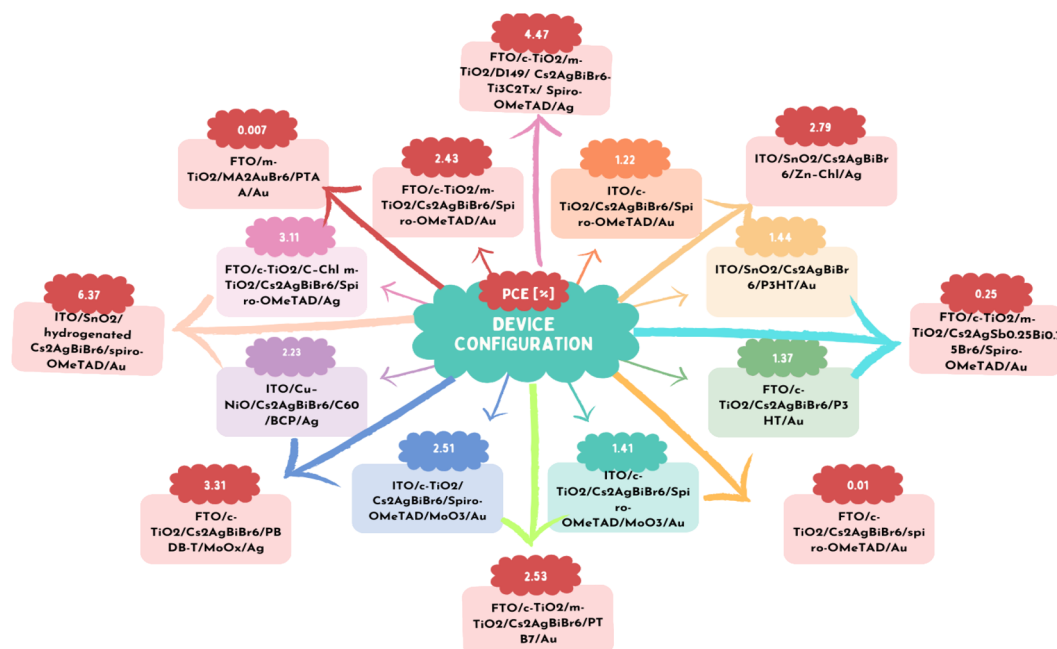 4.47
FTO/c-TiO2/m-
TiO2/D149/ Cs2AgBiBr6-
Ti3C2Tx/ Spiro-
OMeTAD/Ag
0.007
FTO/m-
TiO2/MA2AuBr6/PTA
A/Au
2.43
FTO/c-TiO2/m-
TiO2/Cs2AgBiBr6/Spi
ro-OMeTAD/Au
1.22
ITO/c-
TiO2/Cs2AgBiBr6/Spi
ro-OMeTAD/Au
2.79
ITO/SnO2/CS2AgBiBr
6/Zn-Chl/Ag
3.11
FTO/c-TiO2/C-Chl m-
TiO2/Cs2AgBiBr6/Spi
ro-OMeTAD/Ag
1.44
ITO/SnO2/Cs2AgBiBr
6/P3HT/Au
6.37
ITO/SnO2/
hydrogenated
Cs2AgBiBr6/spiro-
OMeTAD/Au
PCE [%]
DEVICE
CONFIGURATION
0.25
FTO/c-TiO2/m-
TiO2/Cs2AgSb0.25Bi0.
5Br6/Spiro-
OMeTAD/Au
2.23
ITO/Cu-
NiO/Cs2AgBiBr6/C60
/BCP/Ag
1.37
FTO/c-
TiO2/Cs2AgBiBr6/P3
HT/Au
3.31
FTO/c-
TiO2/Cs2AgBiBr6/PB
DB-T/MoOx/Ag
2.51
ITO/c-TiO2/
Cs2AgBiBr6/Spiro-
OMeTAD/MoO3/Au
1.41
ITO/c-
TiO2/Cs2AgBiBr6/Spi
ro-
OMeTAD/MoO3/Au
0.01
FTO/c-
TiO2/Cs2AgBiBr6/spi
ro-OMeTAD/Au
2.53
FTO/c-TiO2/m-
TiO2/Cs2AgBiBr6/PT
B7/Au